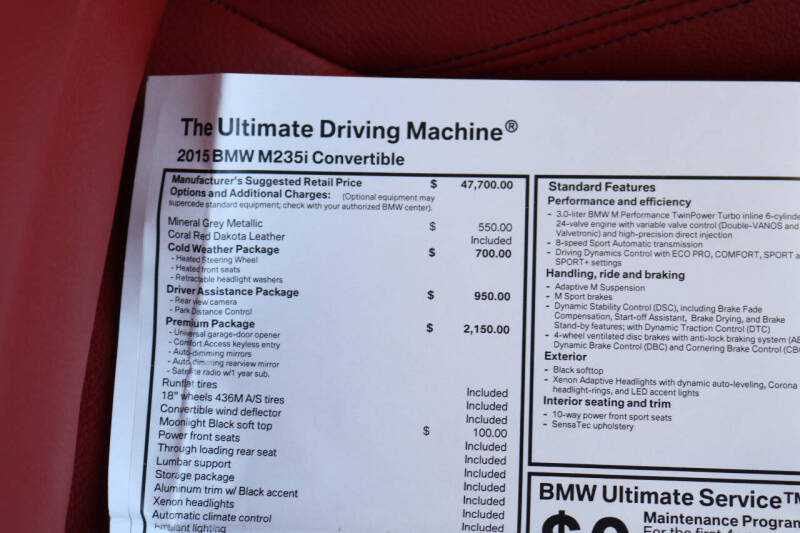 The Ultimate Driving Machine®
2015 BMW M235i Convertible
Manufacturer's Suggested Retail Price $ 47,700.00
Options and Additional Charges: (Optional equipment may
supercede standard equipment; check with your authorized BMW center).
Mineral Grey Metallic $ 550.00
Coral Red Dakota Leather Included
Cold Weather Package $ 700.00
- Heated Steering Wheel
- Heated front seats
- Retractable headlight washers
Driver Assistance Package $ 950.00
- Rear view camera
- Park Distance Control
Premium Package $ 2,150.00
- Universal garage-door opener
- Comfort Access keyless entry
- Auto-dimming mirrors
- Auto-dimming rearview mirror
- Satellite radio w/1 year sub.
Runflat tires Included
18" wheels 436M A/S tires Included
Convertible wind deflector Included
Moonlight Black soft top $ 100.00
Power front seats Included
Through loading rear seat Included
Lumbar support Included
Storage package Included
Aluminum trim w/ Black accent Included
Xenon headlights Included
Automatic climate control Included
Ambiant lighting
Standard Features
Performance and efficiency
- 3.0-liter BMW M Performance TwinPower Turbo inline 6-cylinde
24-valve engine with variable valve control (Double-VANOS and
Valvetronic) and high-precision direct injection
- 8-speed Sport Automatic transmission
- Driving Dynamics Control with ECO PRO, COMFORT, SPORT a
SPORT+ settings
Handling, ride and braking
- Adaptive M Suspension
- M Sport brakes
- Dynamic Stability Control (DSC), including Brake Fade
Compensation, Start-off Assistant, Brake Drying, and Brake
Stand-by features; with Dynamic Traction Control (DTC)
- 4-wheel ventilated disc brakes with anti-lock braking system (AB
Dynamic Brake Control (DBC) and Cornering Brake Control (CB
Exterior
- Black softtop
- Xenon Adaptive Headlights with dynamic auto-leveling, Corona
headlight-rings, and LED accent lights
Interior seating and trim
- 10-way power front sport seats
- SensaTec upholstery
BMW Ultimate Service™
$0 Maintenance Program
For the first